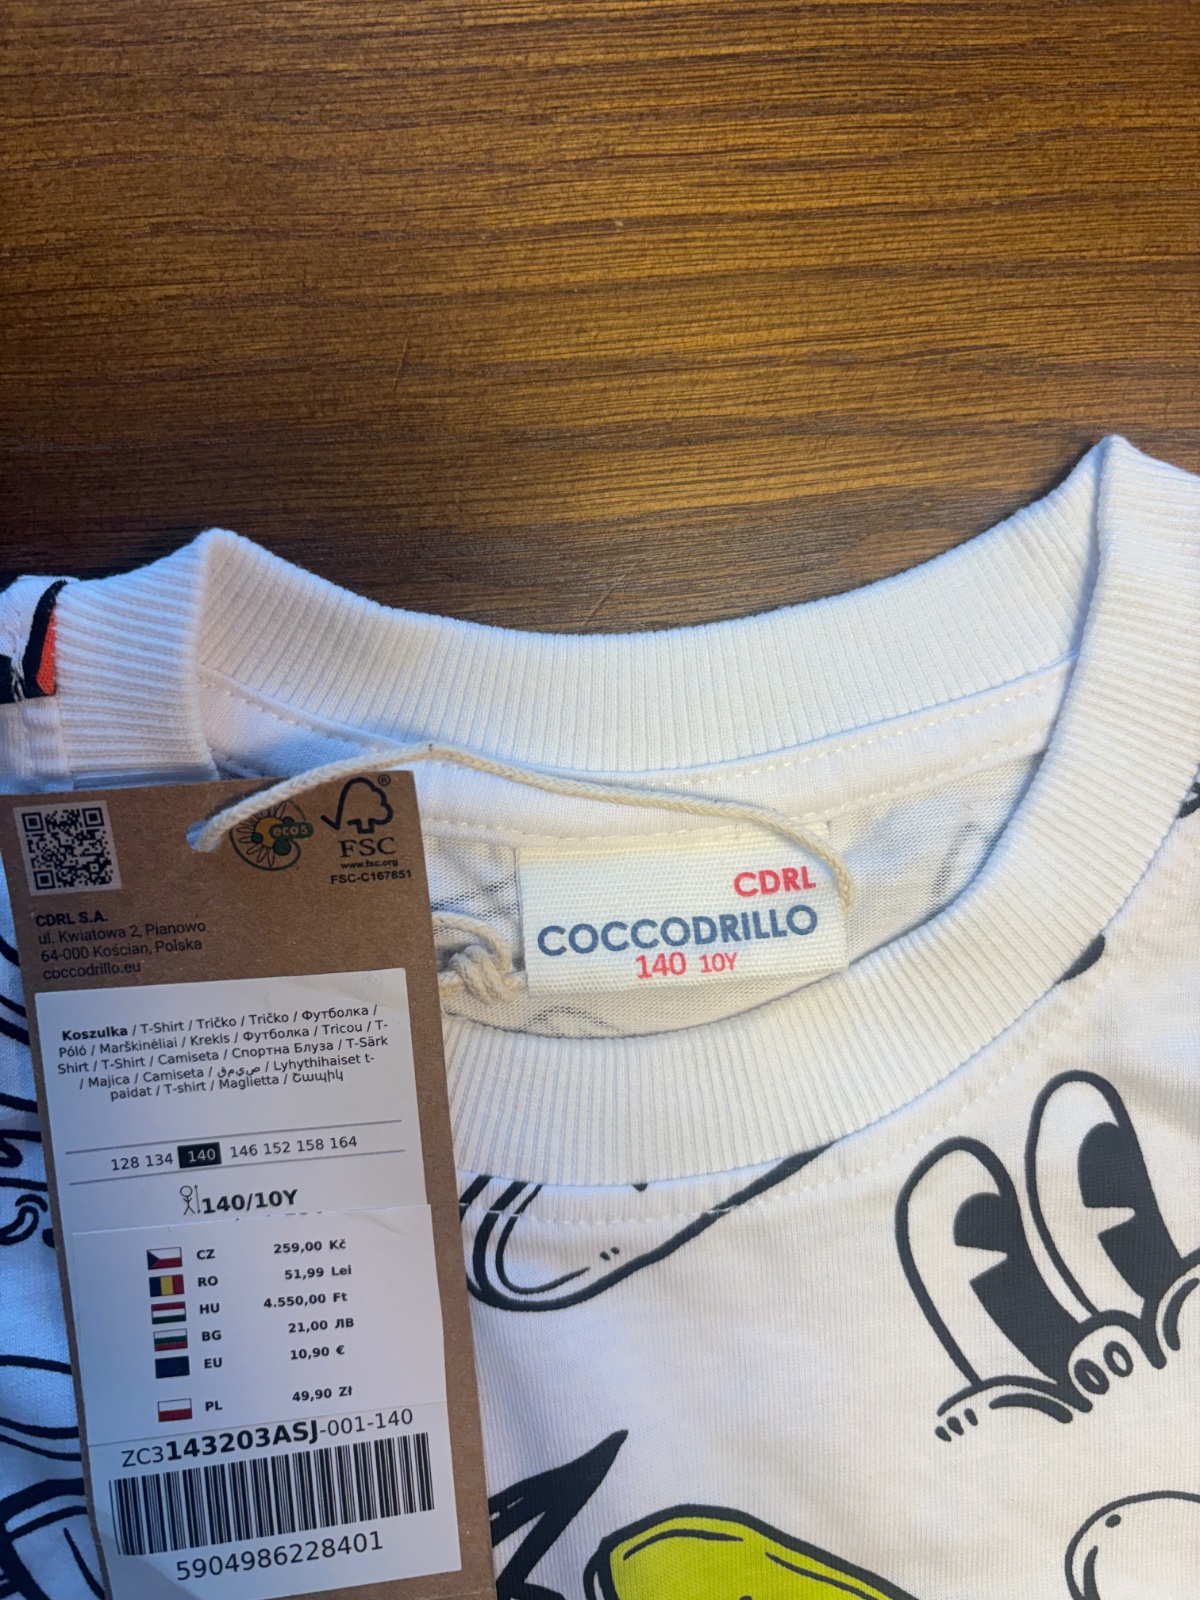 eco5
®
FSC
www.fsc.org
FSC-C167851
CDRL S.A.
ul. Kwiatowa 2, Pianowo
64-000 Kościan, Polska
coccodrillo.eu
Koszulka / T-Shirt / Tričko / Tričko / Футболка /
Póló / Marškinėliai / Krekls / Футболка / Tricou / T-
Shirt / T-Shirt / Camiseta / Спортна Блуза / T-Särk
/ Majica / Camiseta / صيمق / Lyhythihaiset t-
paidat / T-shirt / Maglietta / Շապիկ
128 134 140 146 152 158 164
140/10Y
CZ 259,00 Kč
RO 51,99 Lei
HU 4.550,00 Ft
BG 21,00 ЛВ
EU 10,90 €
PL 49,90 Zł
ZC3143203ASJ-001-140
5904986228401
CDRL
COCCODRILLO
140 10Y